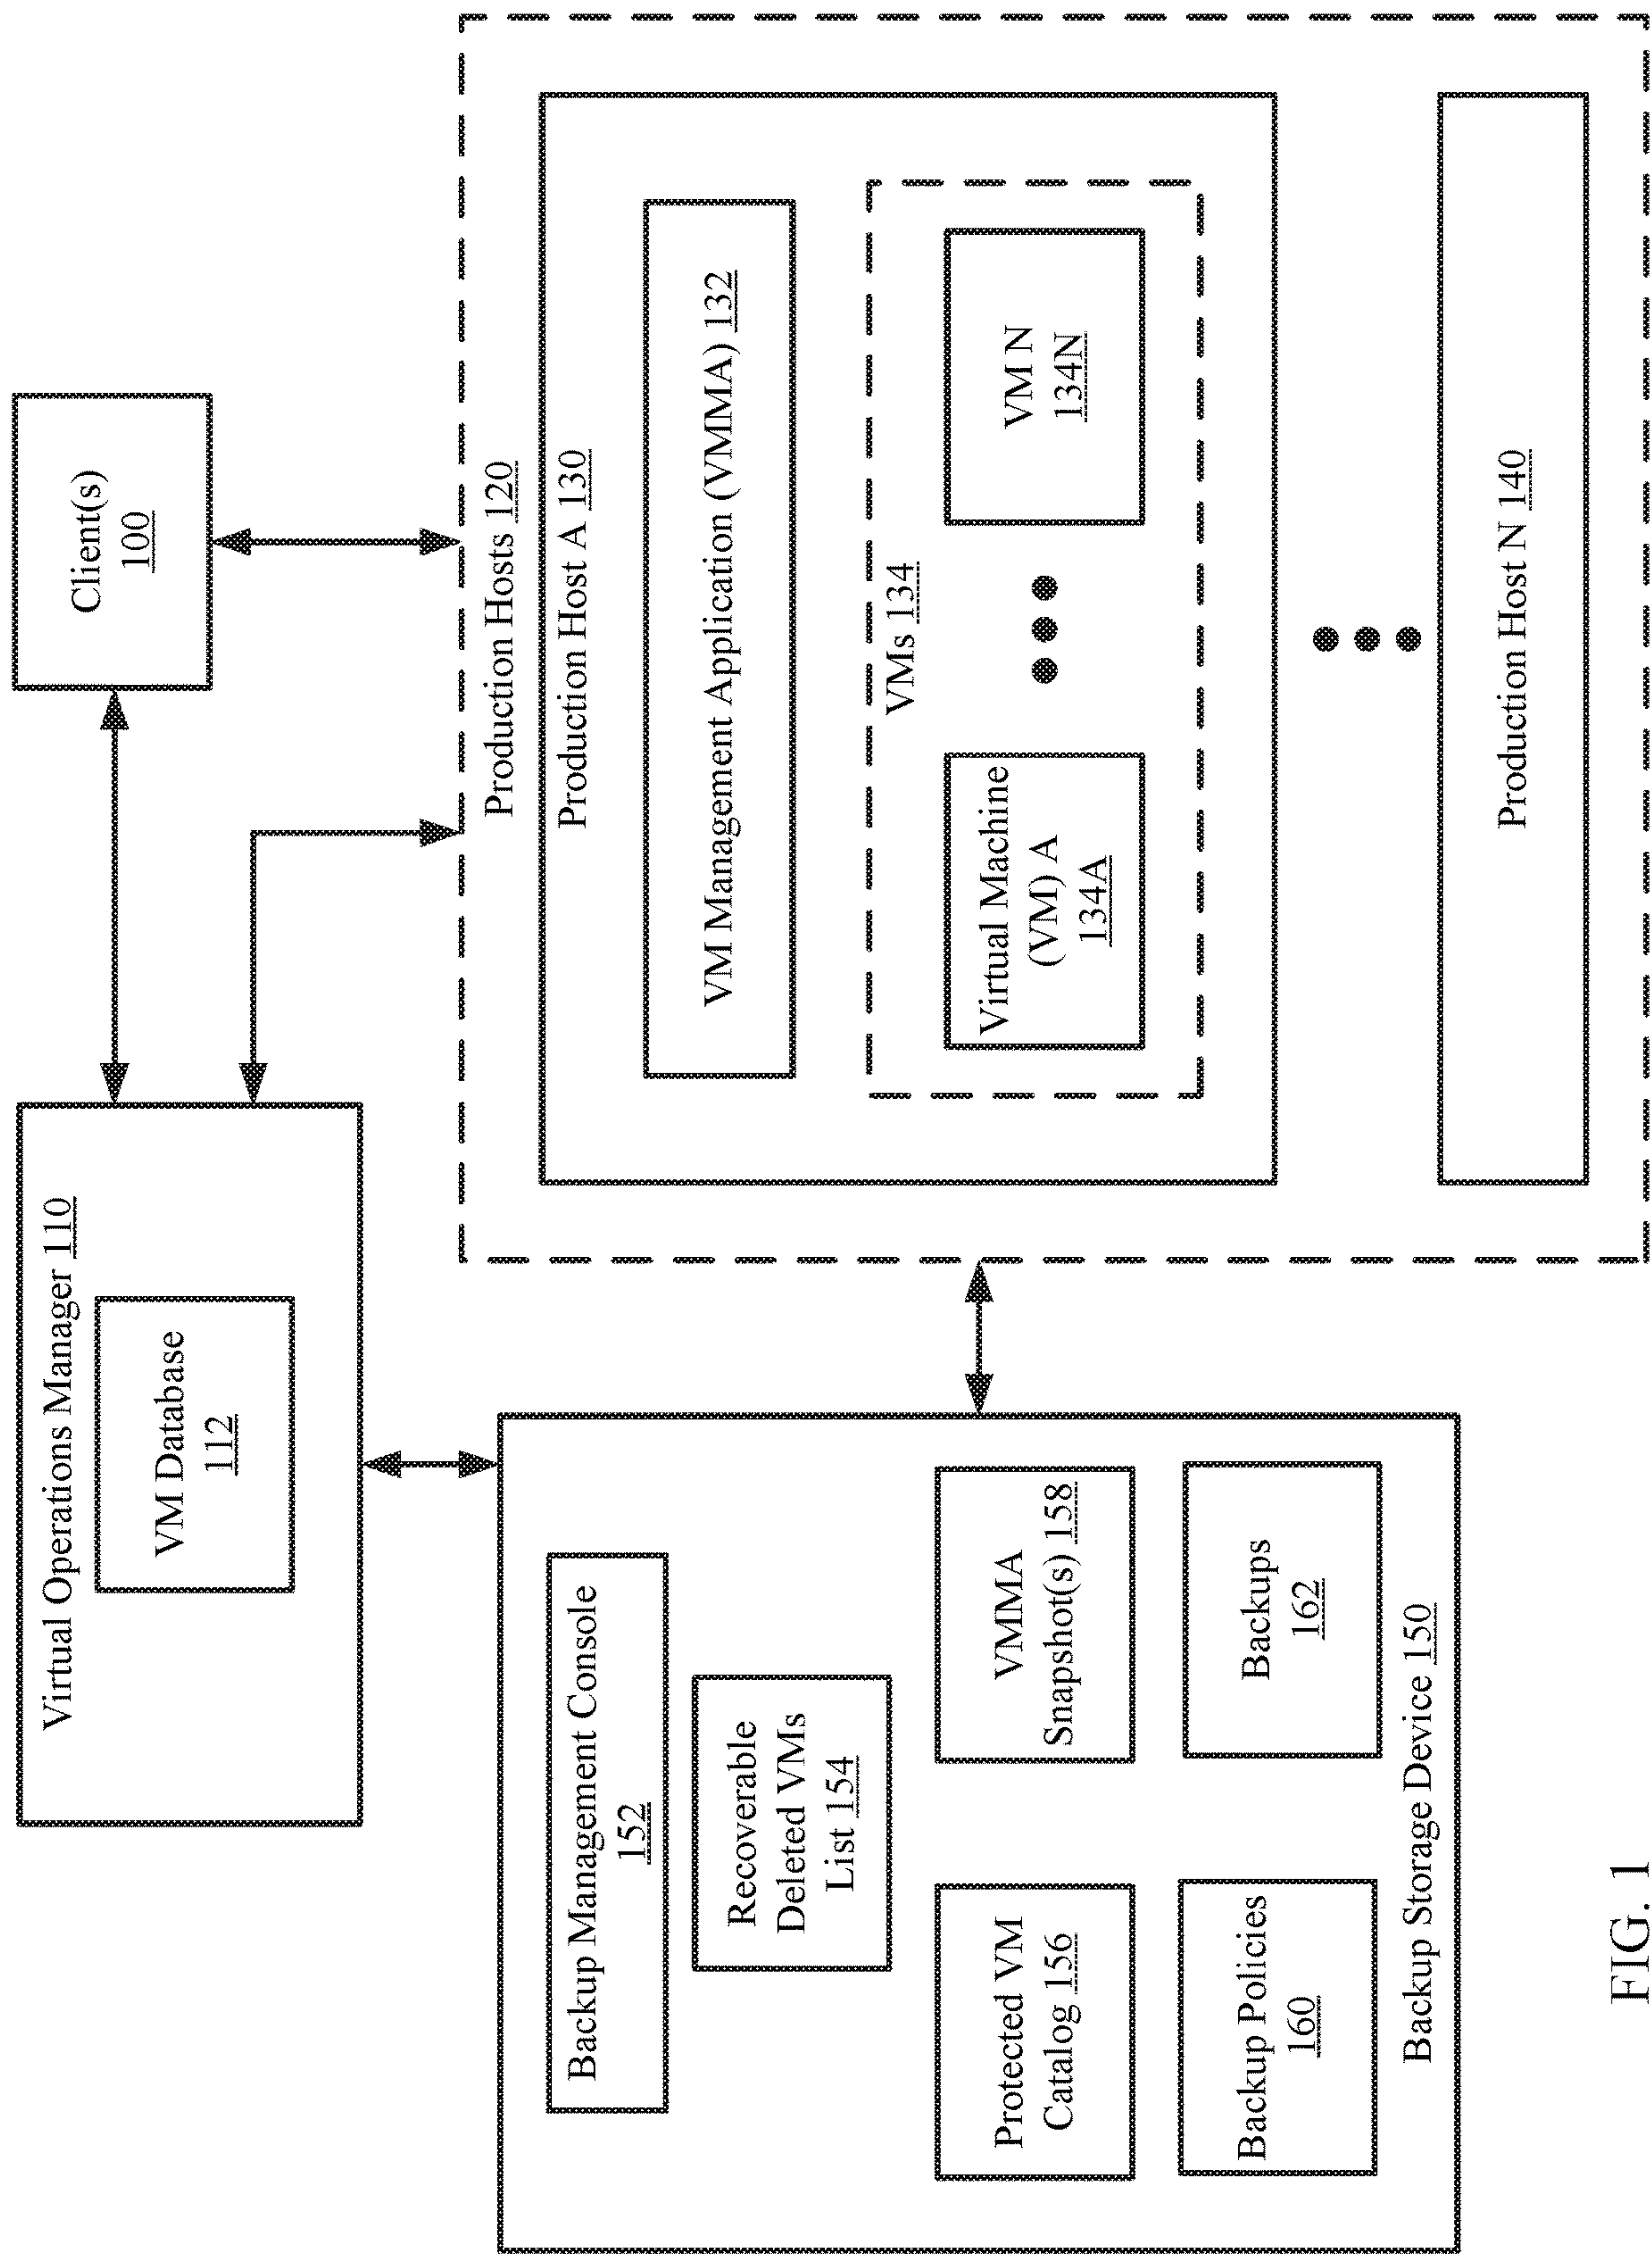 Client(s)
100
Virtual Operations Manager 110
VM Database
112
Production Hosts 120
Production Host A 130
VM Management Application (VMMA) 132
VMs 134
Virtual Machine
(VM) A
134A
VM N
134N
Production Host N 140
Backup Management Console
152
Recoverable
Deleted VMs
List 154
Protected VM
Catalog 156
VMMA
Snapshot(s) 158
Backup Policies
160
Backups
162
Backup Storage Device 150
FIG. 1